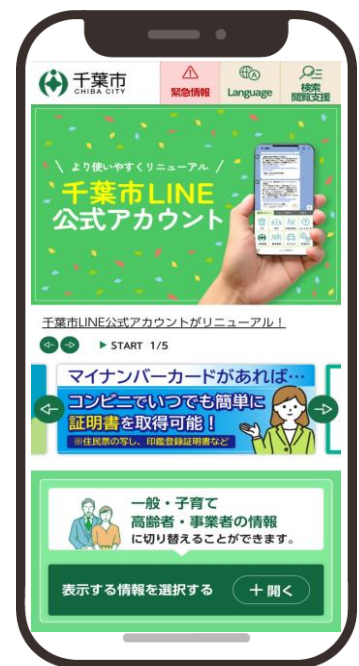 千葉市
CHIBA CITY
緊急情報
Language
検索
閲覧支援
より使いやすくリニューアル
千葉市LINE
公式アカウント
千葉市LINE公式アカウントがリニューアル！
START 1/5
マイナンバーカードがあれば…
コンビニでいつでも簡単に
証明書を取得可能！
※住民票の写し、印鑑登録証明書など
一般・子育て
高齢者・事業者の情報
に切り替えることができます。
表示する情報を選択する
＋開く